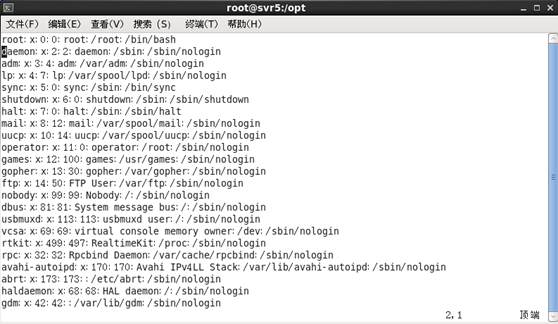 root@svr5:/opt
文件(F) 编辑(E) 查看(V) 搜索 (S) 终端(T) 帮助(H)
root:x:0:0:root:/root:/bin/bash
daemon:x:2:2:daemon:/sbin:/sbin/nologin
adm:x:3:4:adm:/var/adm:/sbin/nologin
lp:x:4:7:lp:/var/spool/lpd:/sbin/nologin
sync:x:5:0:sync:/sbin:/bin/sync
shutdown:x:6:0:shutdown:/sbin:/sbin/shutdown
halt:x:7:0:halt:/sbin:/sbin/halt
mail:x:8:12:mail:/var/spool/mail:/sbin/nologin
uucp:x:10:14:uucp:/var/spool/uucp:/sbin/nologin
operator:x:11:0:operator:/root:/sbin/nologin
games:x:12:100:games:/usr/games:/sbin/nologin
gopher:x:13:30:gopher:/var/gopher:/sbin/nologin
ftp:x:14:50:FTP User:/var/ftp:/sbin/nologin
nobody:x:99:99:Nobody:/:/sbin/nologin
dbus:x:81:81:System message bus:/:/sbin/nologin
usbmuxd:x:113:113:usbmuxd user:/:/sbin/nologin
vcsa:x:69:69:virtual console memory owner:/dev:/sbin/nologin
rtkit:x:499:497:RealtimeKit:/proc:/sbin/nologin
rpc:x:32:32:Rpcbind Daemon:/var/cache/rpcbind:/sbin/nologin
avahi-autoipd:x:170:170:Avahi IPv4LL Stack:/var/lib/avahi-autoipd:/sbin/nologin
abrt:x:173:173::/etc/abrt:/sbin/nologin
haldaemon:x:68:68:HAL daemon:/:/sbin/nologin
gdm:x:42:42::/var/lib/gdm:/sbin/nologin
2,1 顶端